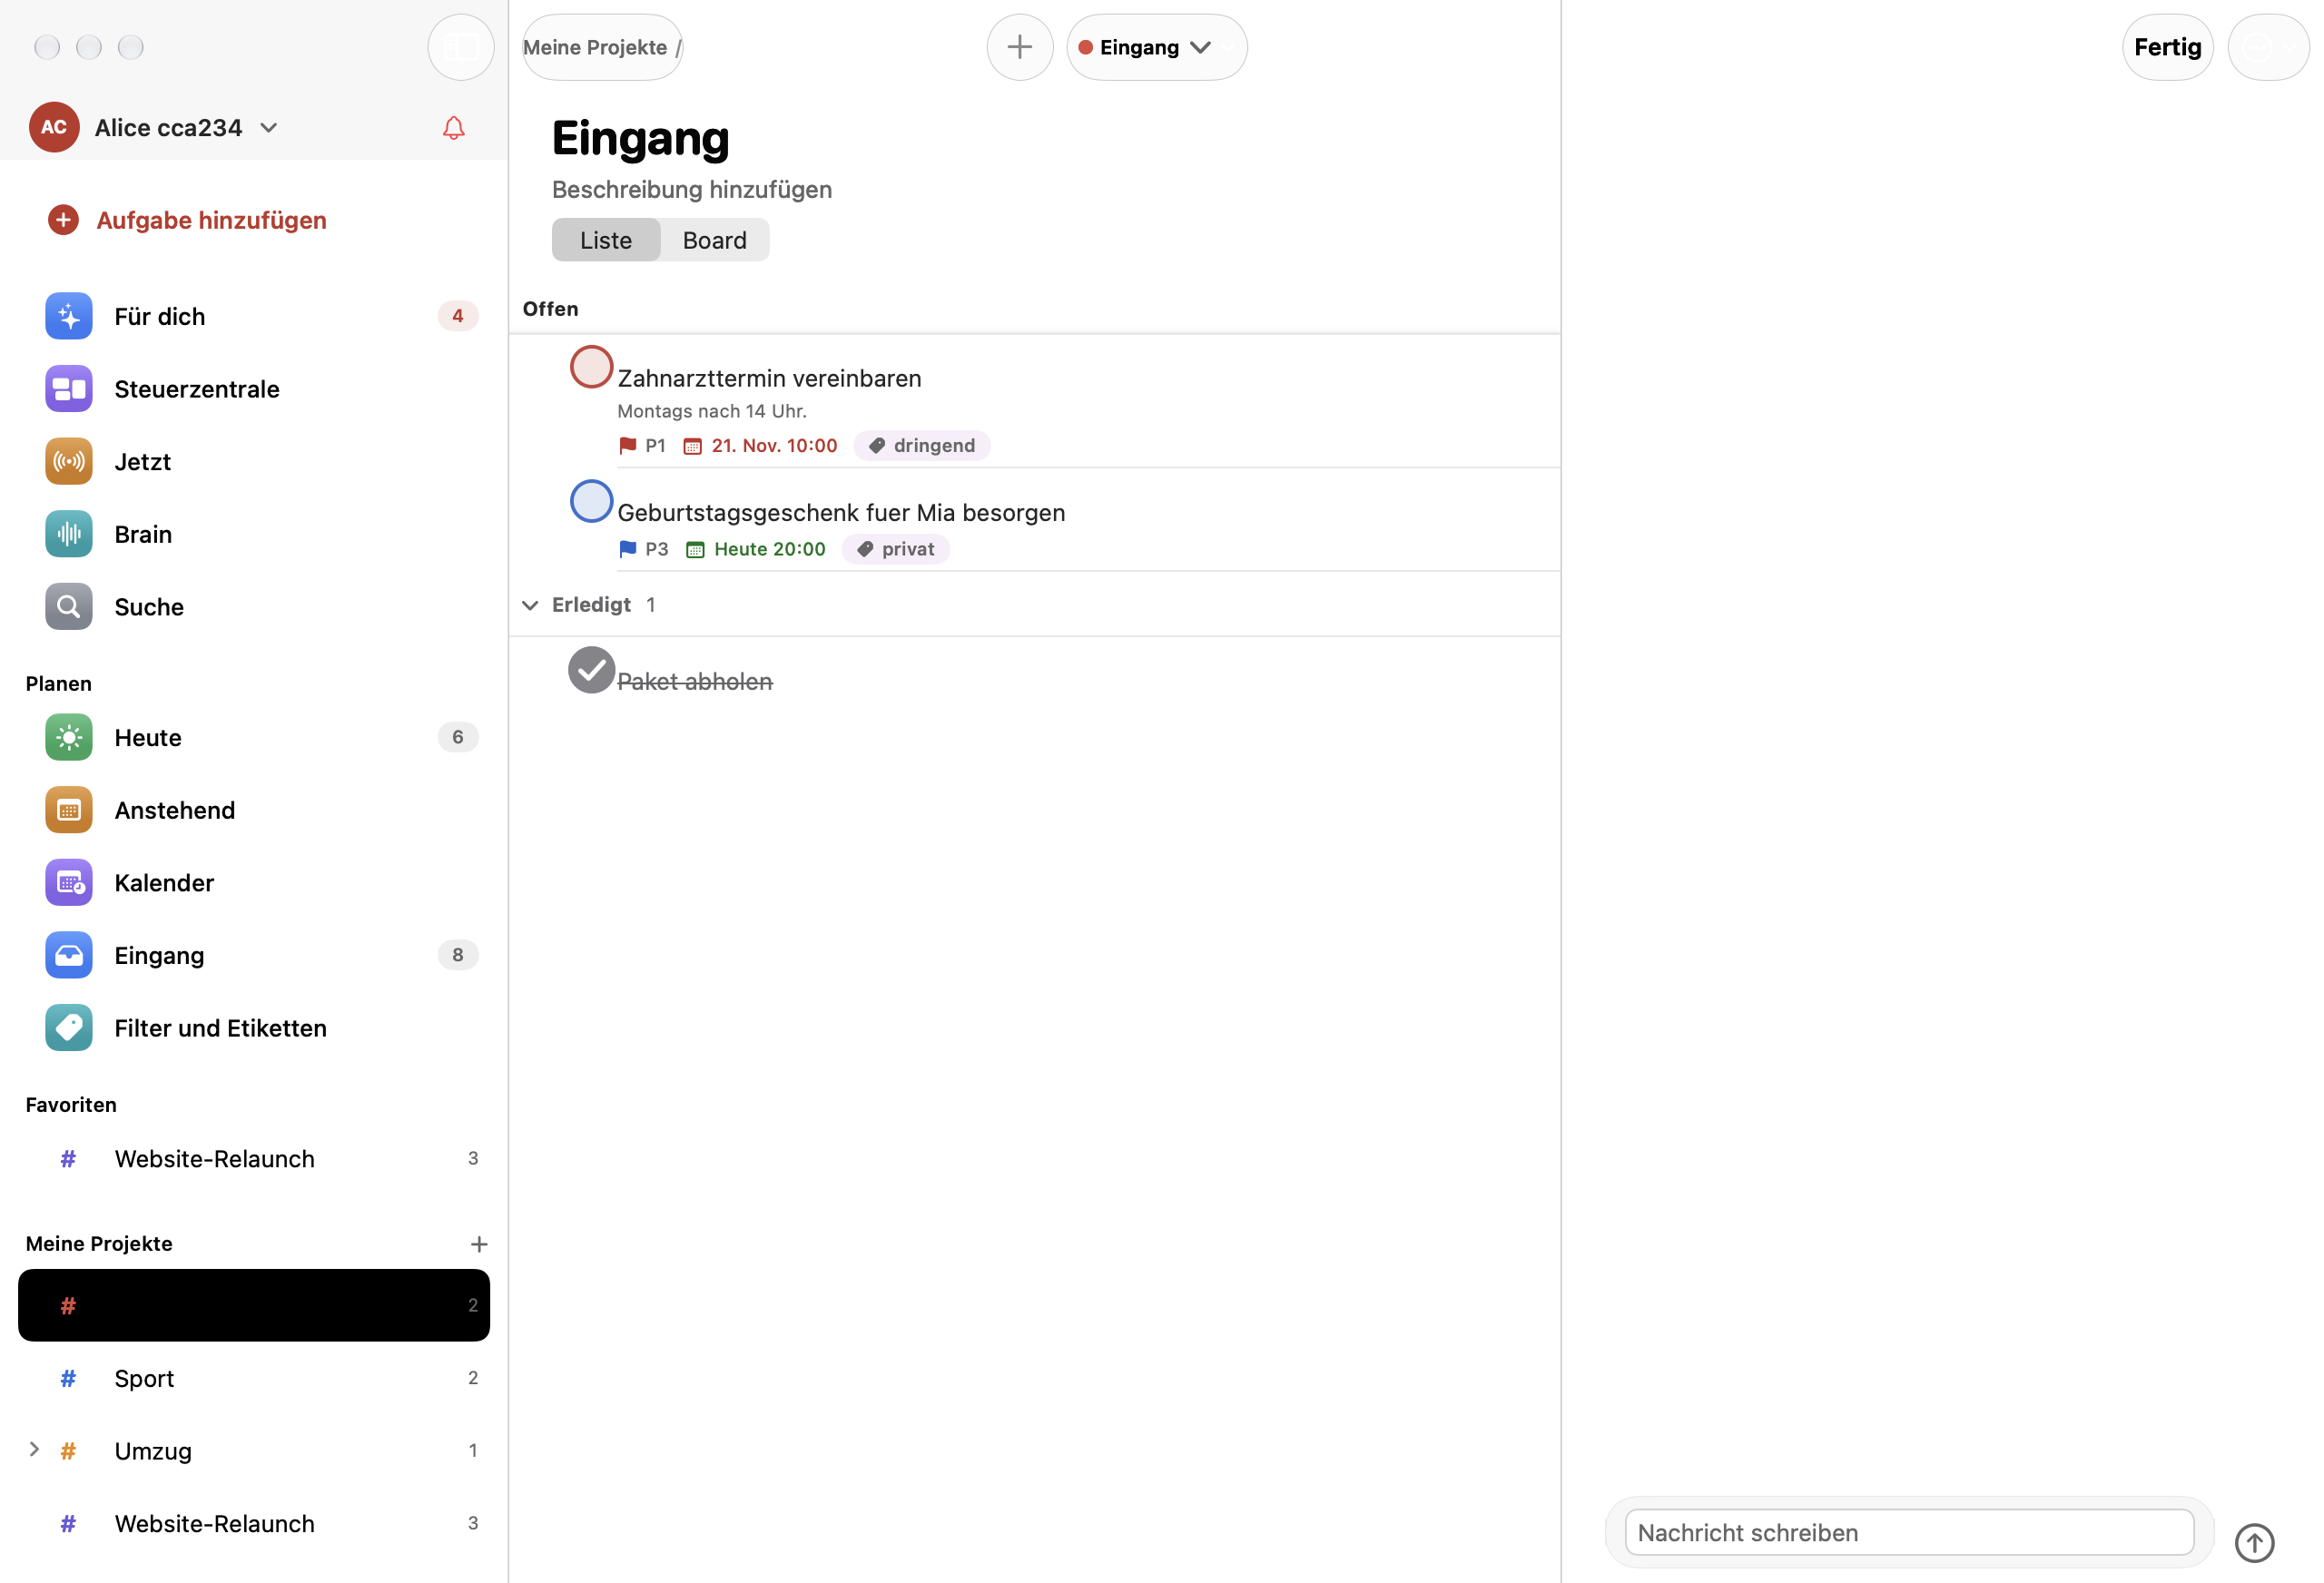 Alice cca234
AC
Aufgabe hinzufügen
Für dich 4
Steuerzentrale
Jetzt
Brain
Suche
Planen
Heute 6
Anstehend
Kalender
Eingang 8
Filter und Etiketten
Favoriten
# Website-Relaunch 3
Meine Projekte +
# 2
# Sport 2
# Umzug 1
# Website-Relaunch 3
Meine Projekte /
Eingang
Eingang
Beschreibung hinzufügen
Liste Board
Offen
Zahnarzttermin vereinbaren
Montags nach 14 Uhr.
P1 21. Nov. 10:00 dringend
Geburtstagsgeschenk fuer Mia besorgen
P3 Heute 20:00 privat
Erledigt 1
Paket abholen
Fertig
Nachricht schreiben